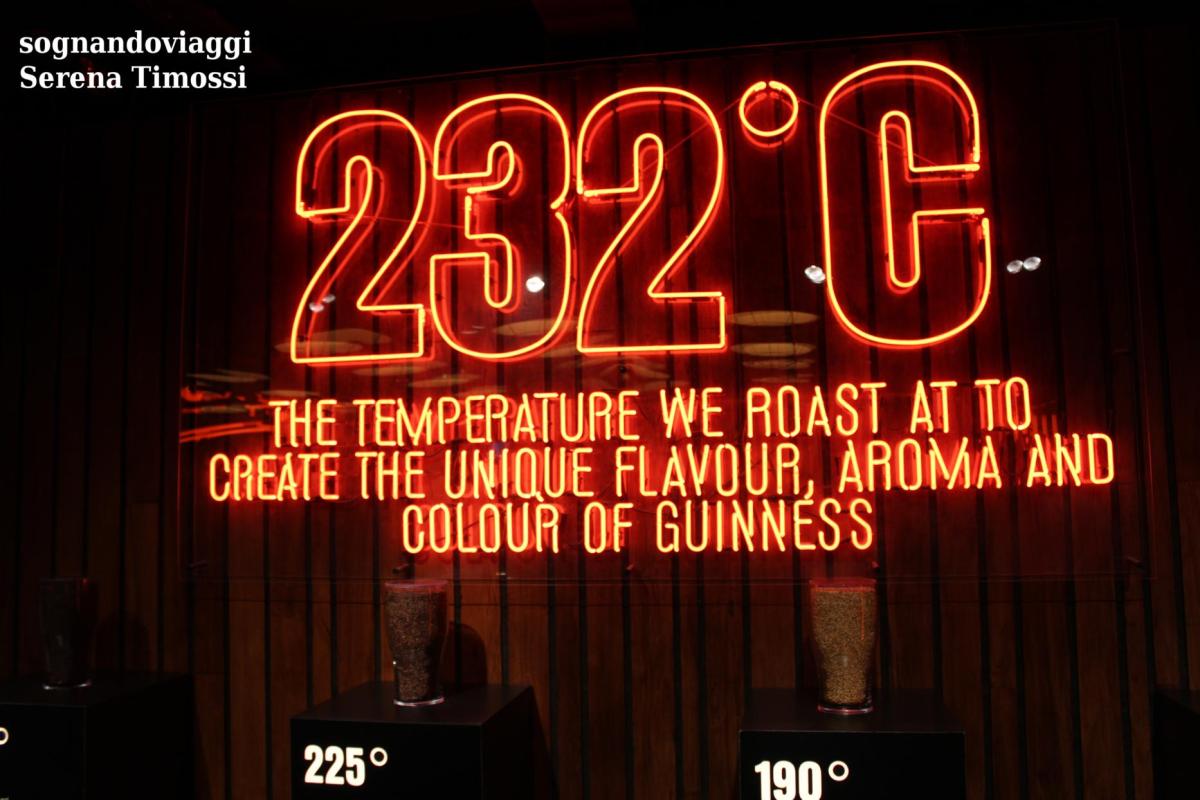 sognandoviaggi
Serena Timossi
232°C
THE TEMPERATURE WE ROAST AT TO
CREATE THE UNIQUE FLAVOUR, AROMA AND
COLOUR OF GUINNESS
225°
190°